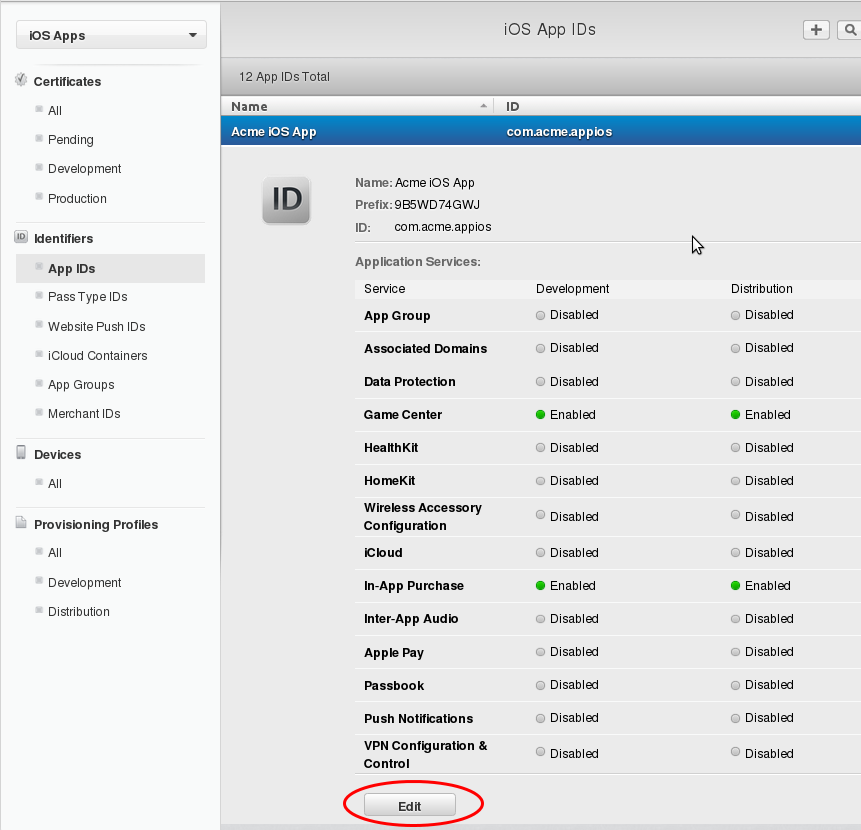 iOS Apps
Certificates
All
Pending
Development
Production
ID Identifiers
App IDs
Pass Type IDs
Website Push IDs
iCloud Containers
App Groups
Merchant IDs
Devices
All
Provisioning Profiles
All
Development
Distribution
iOS App IDs
12 App IDs Total
Name ID
Acme iOS App com.acme.appios
ID
Name: Acme iOS App
Prefix: 9B5WD74GWJ
ID: com.acme.appios
Application Services:
Service Development Distribution
App Group Disabled Disabled
Associated Domains Disabled Disabled
Data Protection Disabled Disabled
Game Center Enabled Enabled
HealthKit Disabled Disabled
HomeKit Disabled Disabled
Wireless Accessory
Configuration Disabled Disabled
iCloud Disabled Disabled
In-App Purchase Enabled Enabled
Inter-App Audio Disabled Disabled
Apple Pay Disabled Disabled
Passbook Disabled Disabled
Push Notifications Disabled Disabled
VPN Configuration &
Control Disabled Disabled
Edit